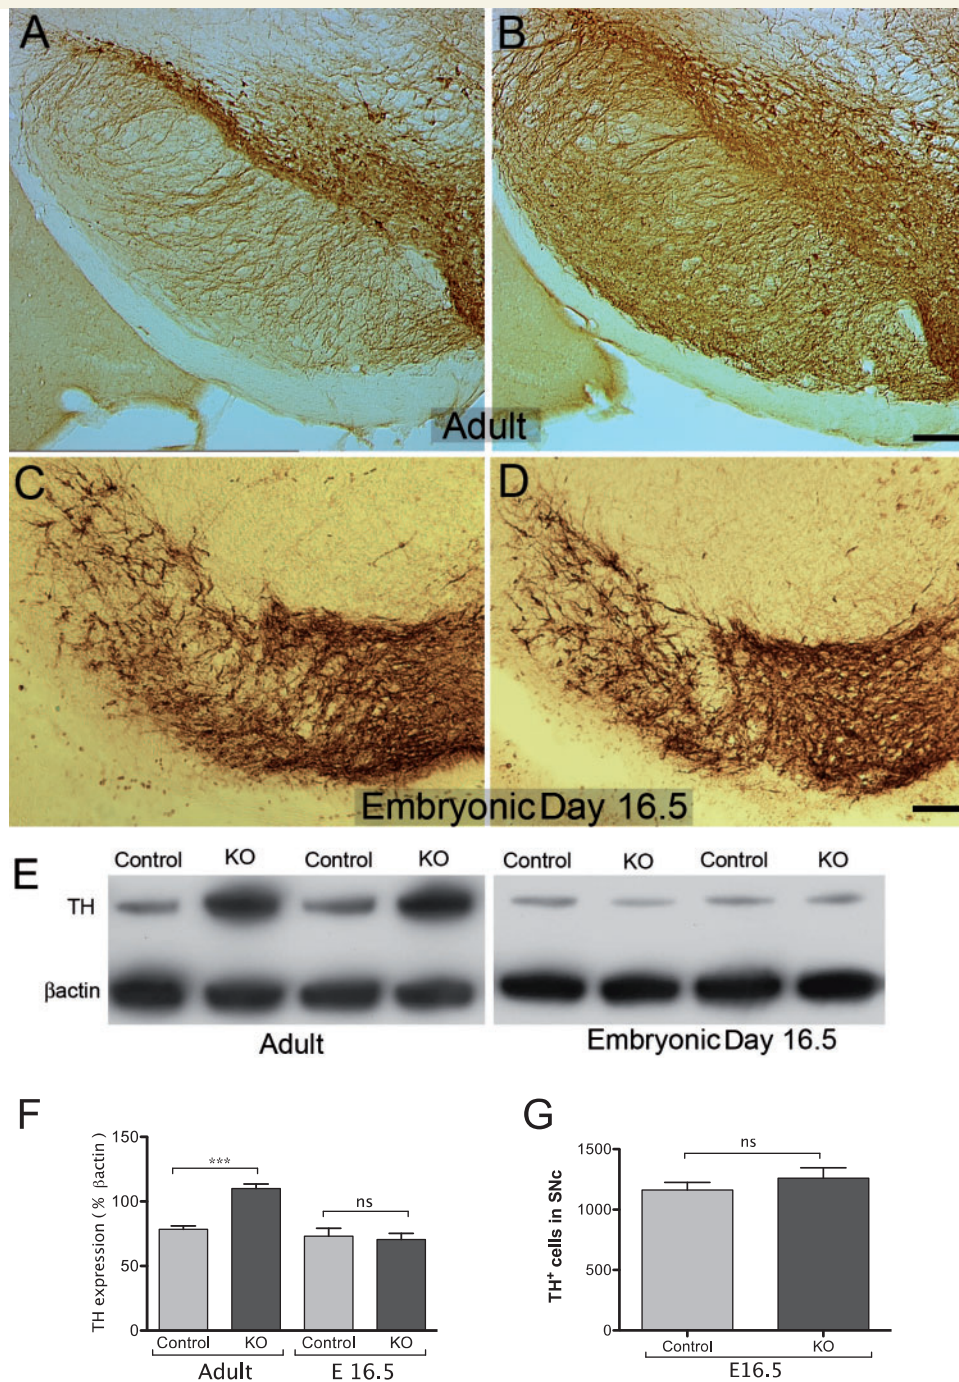 A
B
Adult
C
D
Embryonic Day 16.5
E
Control KO Control KO
Control KO Control KO
TH
βactin
Adult
Embryonic Day 16.5
F
TH expression ( % βactin )
150
100
50
0
***
ns
Control KO Control KO
Adult E 16.5
G
TH+ cells in SNc
1500
1000
500
0
ns
Control KO
E16.5